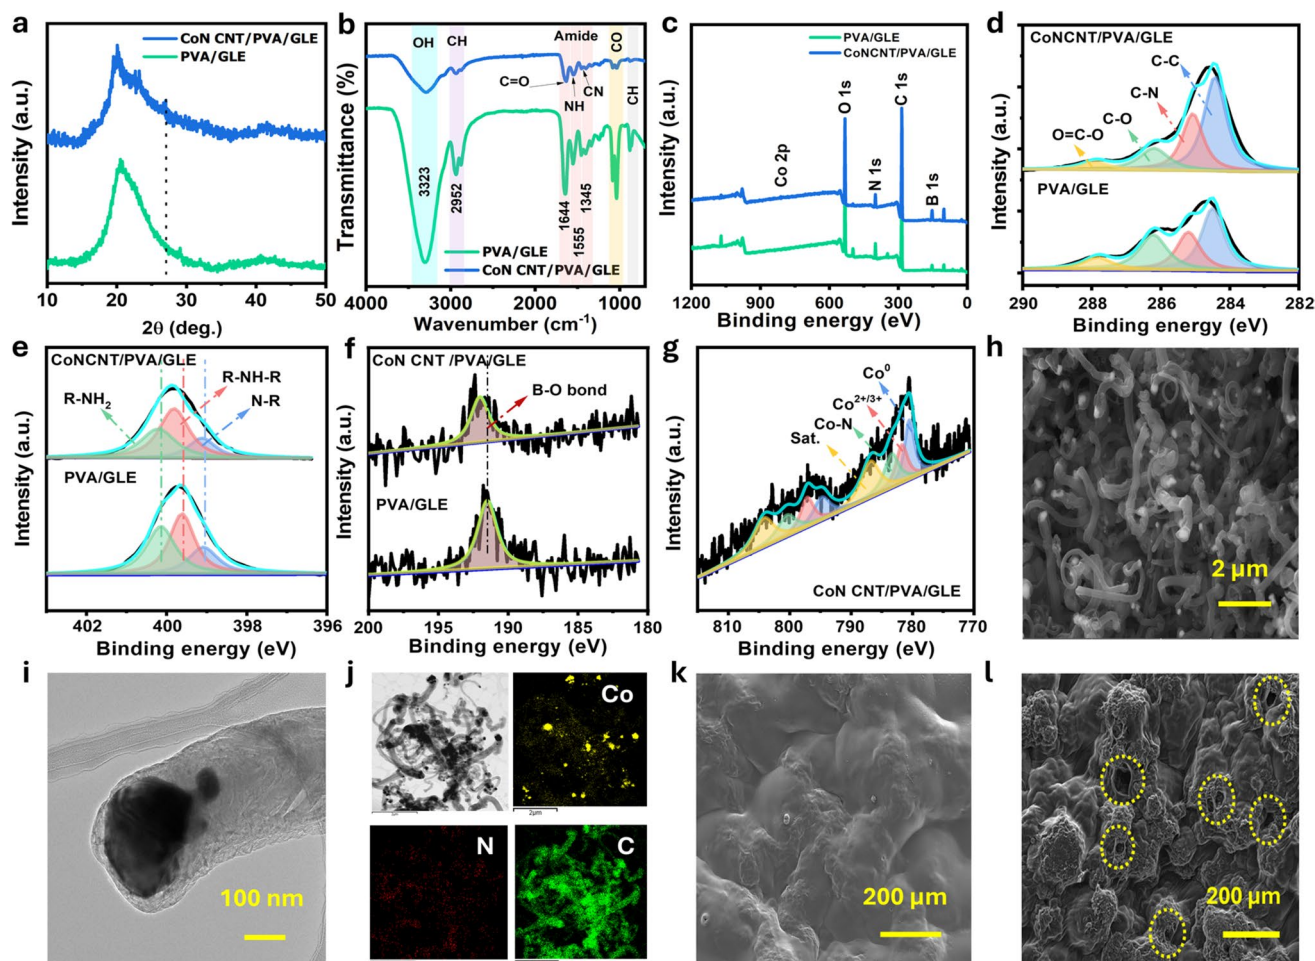 a
CoN CNT/PVA/GLE
PVA/GLE
Intensity (a.u.)
10 20 30 40 50
2θ (deg.)
b
OH
CH
Amide
CO
C=O
NH
CN
CH
3323
2952
1644
1555
1345
PVA/GLE
CoN CNT/PVA/GLE
Transmittance (%)
4000 3000 2000 1000
Wavenumber (cm⁻¹)
c
PVA/GLE
CoNCNT/PVA/GLE
Co 2p
O 1s
N 1s
C 1s
B 1s
Intensity (a.u.)
1200 900 600 300 0
Binding energy (eV)
d
CoNCNT/PVA/GLE
C-C
C-N
C-O
O=C-O
PVA/GLE
Intensity (a.u.)
290 288 286 284 282
Binding energy (eV)
e
CoNCNT/PVA/GLE
R-NH₂
R-NH-R
N-R
PVA/GLE
Intensity (a.u.)
402 400 398 396
Binding energy (eV)
f
CoN CNT /PVA/GLE
B-O bond
PVA/GLE
Intensity (a.u.)
200 195 190 185 180
Binding energy (eV)
g
Co⁰
Co²⁺/³⁺
Co-N
Sat.
CoN CNT/PVA/GLE
Intensity (a.u.)
810 800 790 780 770
Binding energy (eV)
h
2 μm
i
100 nm
j
Co
2μm
N
C
k
200 μm
l
200 μm